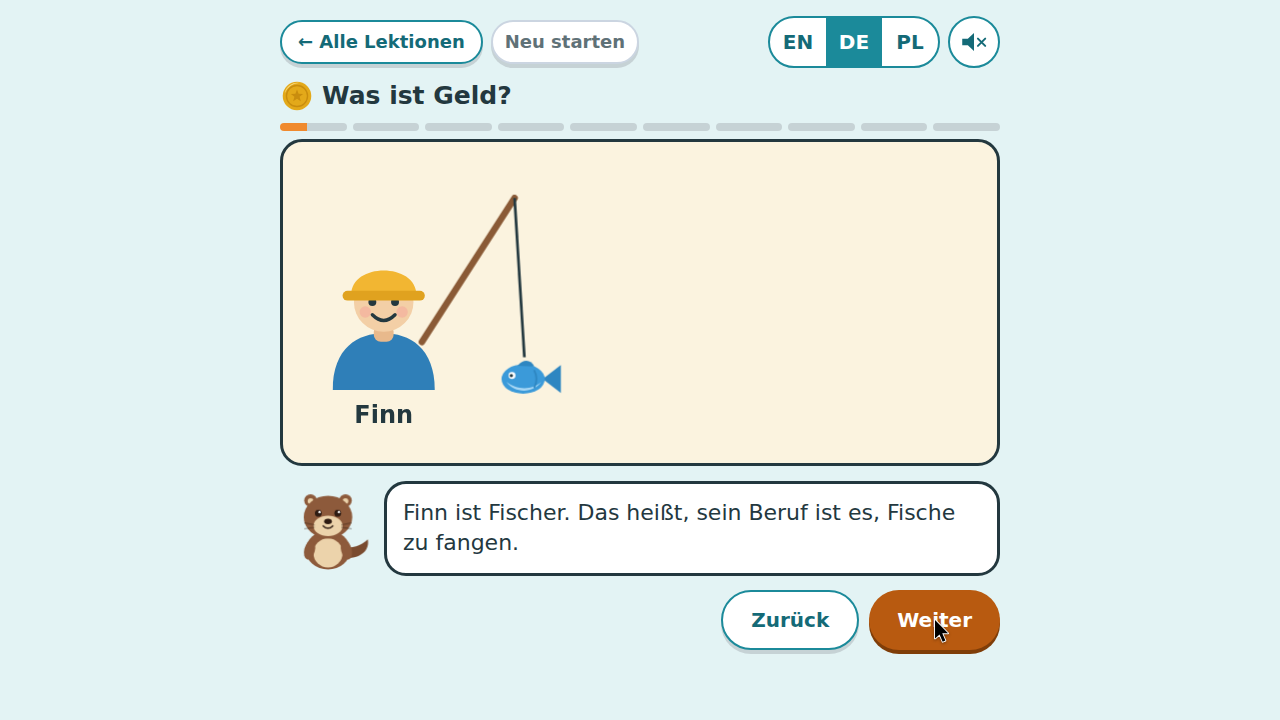 ← Alle Lektionen
Neu starten
EN DE PL
Was ist Geld?
Finn
Finn ist Fischer. Das heißt, sein Beruf ist es, Fische
zu fangen.
Zurück
Weiter